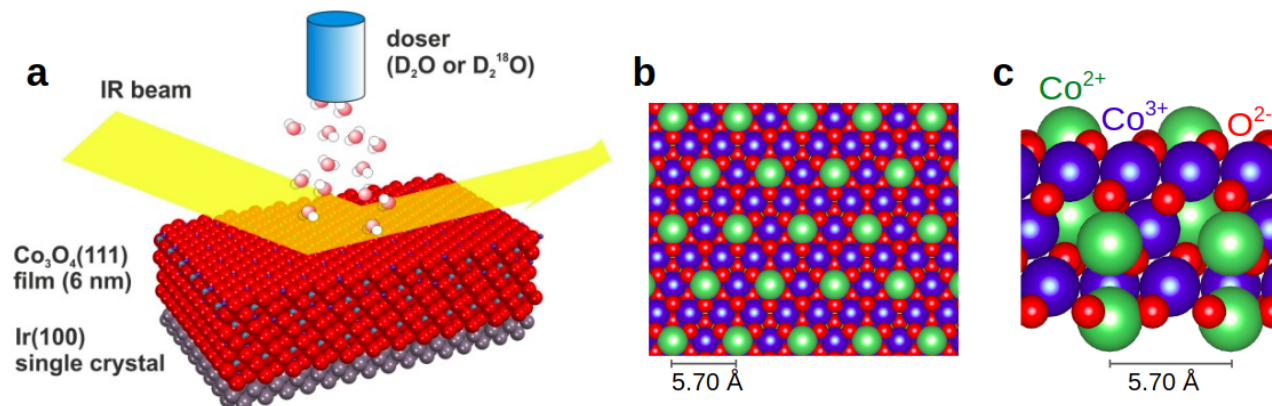 a
doser
(D₂O or D₂¹⁸O)
IR beam
Co₃O₄(111)
film (6 nm)
Ir(100)
single crystal
b
5.70 Å
c
Co²⁺
Co³⁺
O²⁻
5.70 Å